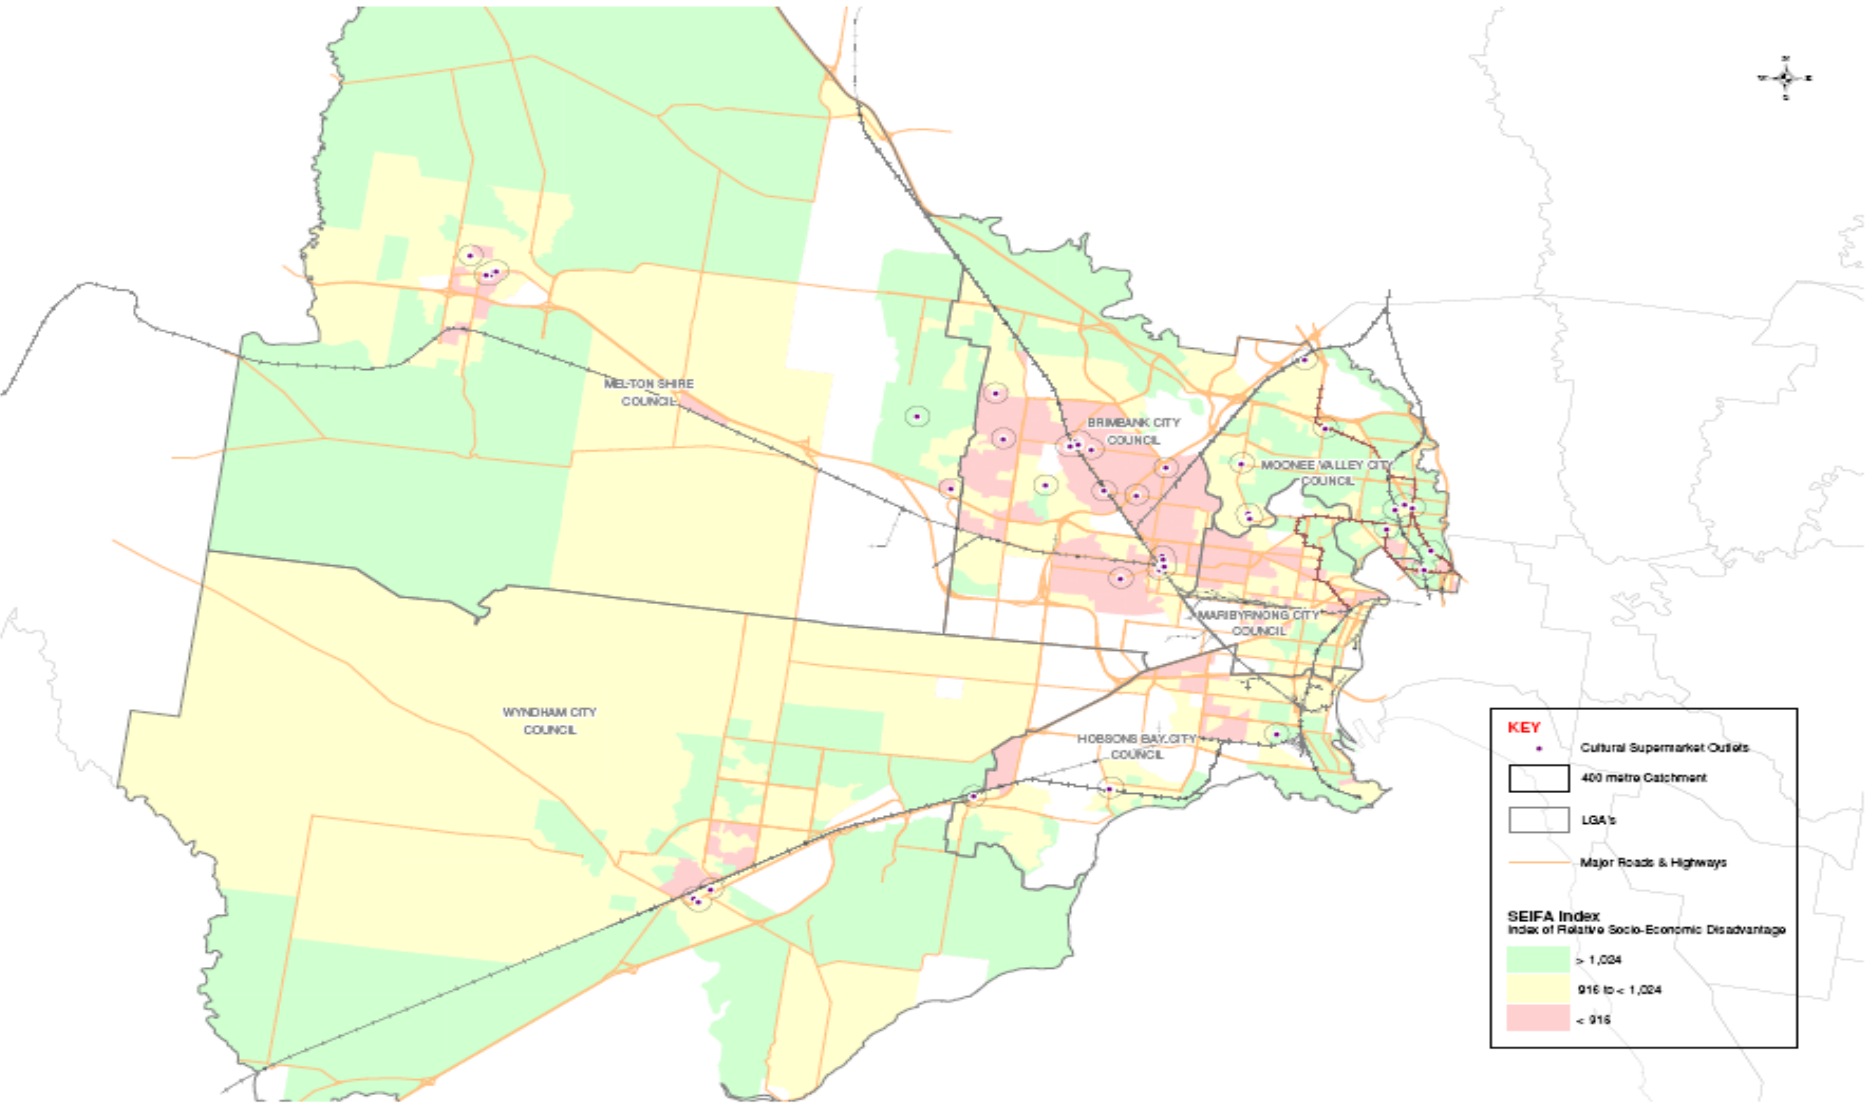 N
W
E
S
MELTON SHIRE
COUNCIL
BRIMBANK CITY
COUNCIL
MOONEE VALLEY CITY
COUNCIL
MARIBYRNONG CITY
COUNCIL
WYNDHAM CITY
COUNCIL
HOBSONS BAY CITY
COUNCIL
KEY
Cultural Supermarket Outlets
400 metre Catchment
LGA's
Major Roads & Highways
SEIFA Index
Index of Relative Socio-Economic Disadvantage
> 1,024
916 to < 1,024
< 916